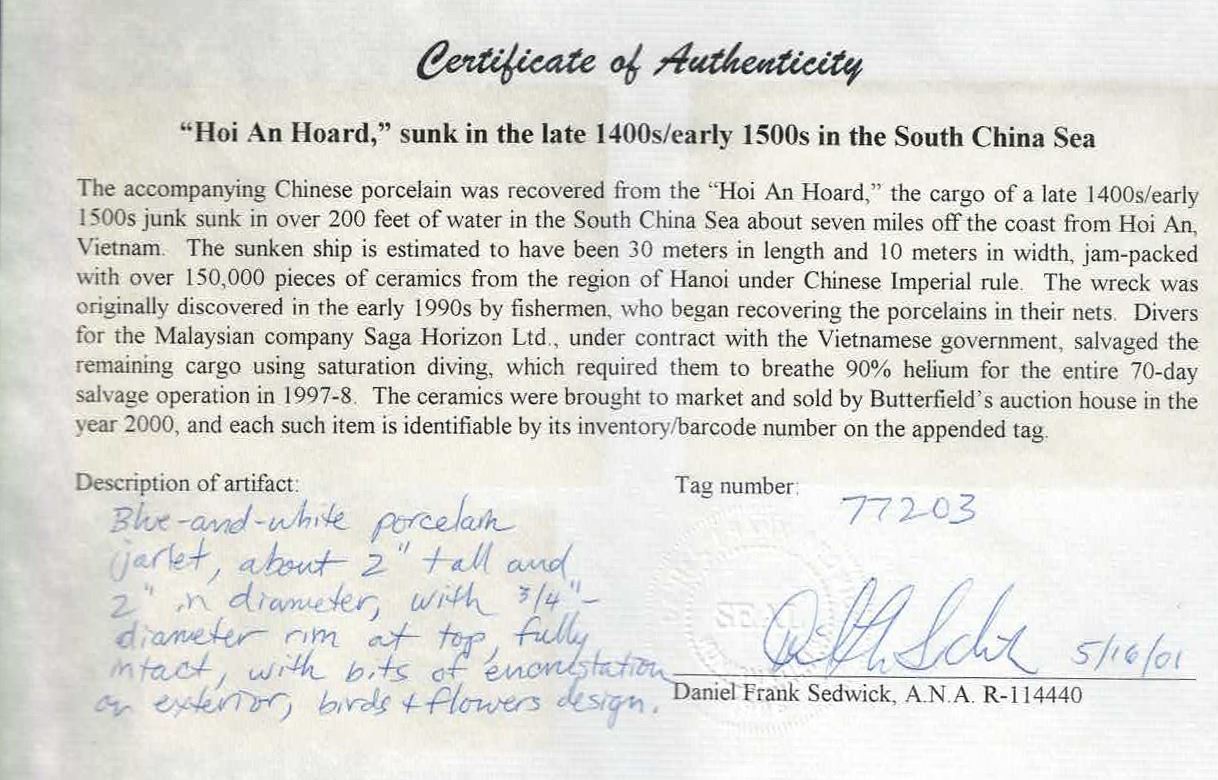 Certificate of Authenticity
“Hoi An Hoard,” sunk in the late 1400s/early 1500s in the South China Sea
The accompanying Chinese porcelain was recovered from the “Hoi An Hoard,” the cargo of a late 1400s/early
1500s junk sunk in over 200 feet of water in the South China Sea about seven miles off the coast from Hoi An,
Vietnam. The sunken ship is estimated to have been 30 meters in length and 10 meters in width, jam-packed
with over 150,000 pieces of ceramics from the region of Hanoi under Chinese Imperial rule. The wreck was
originally discovered in the early 1990s by fishermen, who began recovering the porcelains in their nets. Divers
for the Malaysian company Saga Horizon Ltd., under contract with the Vietnamese government, salvaged the
remaining cargo using saturation diving, which required them to breathe 90% helium for the entire 70-day
salvage operation in 1997-8. The ceramics were brought to market and sold by Butterfield’s auction house in the
year 2000, and each such item is identifiable by its inventory/barcode number on the appended tag.
Description of artifact:
Blue-and-white porcelain
jarlet, about 2" tall and
2" in diameter, with 3/4"-
diameter rim at top, fully
intact, with bits of encrustation
on exterior, birds + flowers design.
Tag number:
77203
SEAL
5/16/01
Daniel Frank Sedwick, A.N.A. R-114440